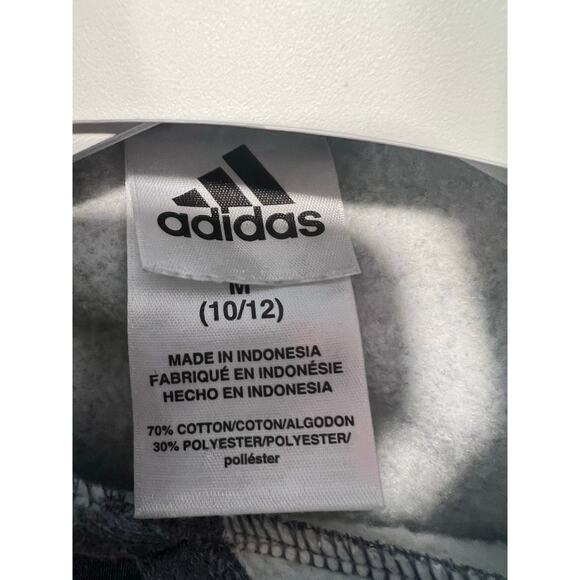 adidas
M
(10/12)
MADE IN INDONESIA
FABRIQUÉ EN INDONÉSIE
HECHO EN INDONESIA
70% COTTON/COTON/ALGODON
30% POLYESTER/POLYESTER/
poliéster